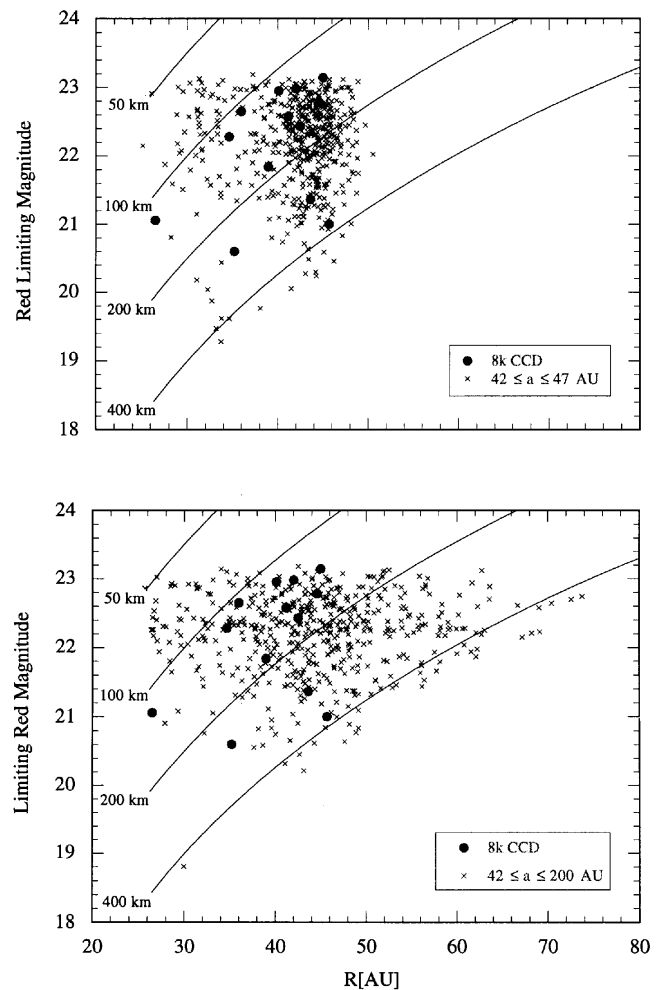 24
23
22
21
20
19
18
Red Limiting Magnitude
50 km
100 km
200 km
400 km
8k CCD
42 ≤ a ≤ 47 AU
24
23
22
21
20
19
18
Limiting Red Magnitude
50 km
100 km
200 km
400 km
8k CCD
42 ≤ a ≤ 200 AU
20 30 40 50 60 70 80
R[AU]